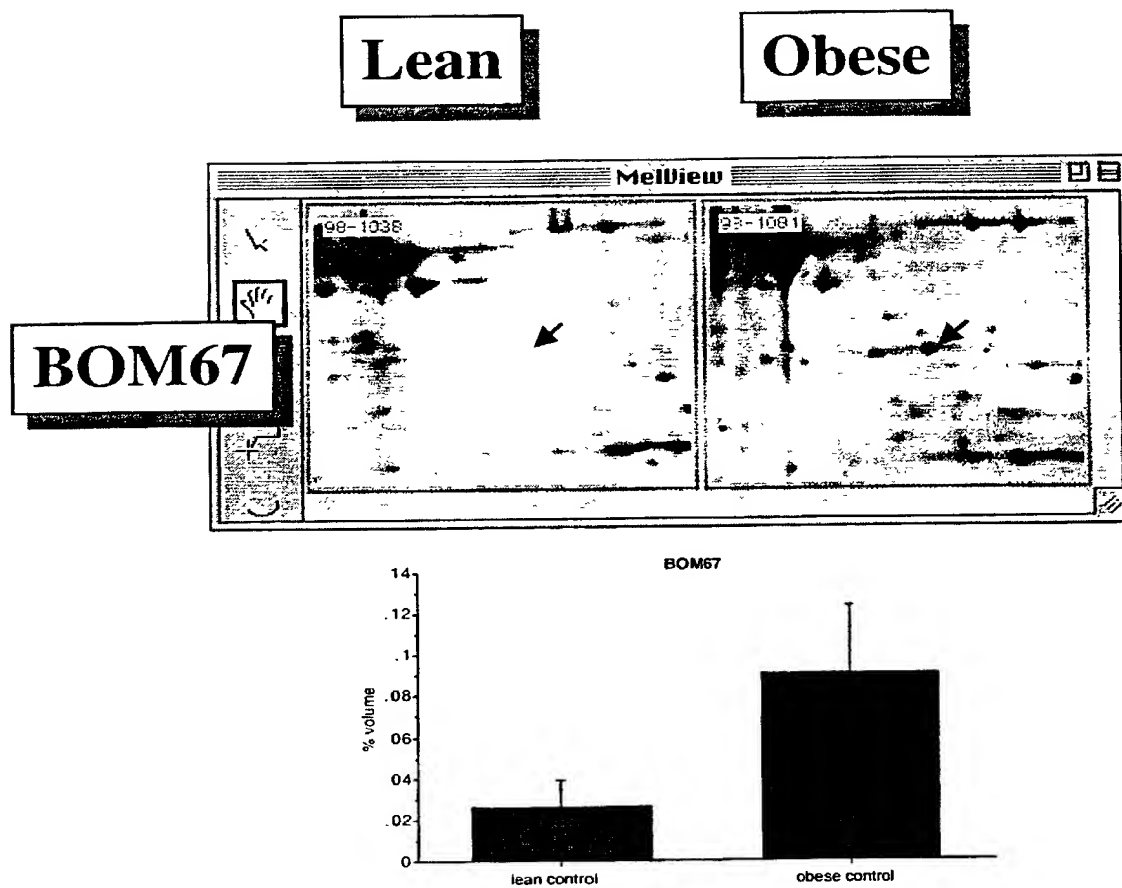 Lean
Obese
MelView
98-1038
98-1081
BOM67
BOM67
% volume
14
.12
.1
.08
06
04
.02
0
lean control
obese control